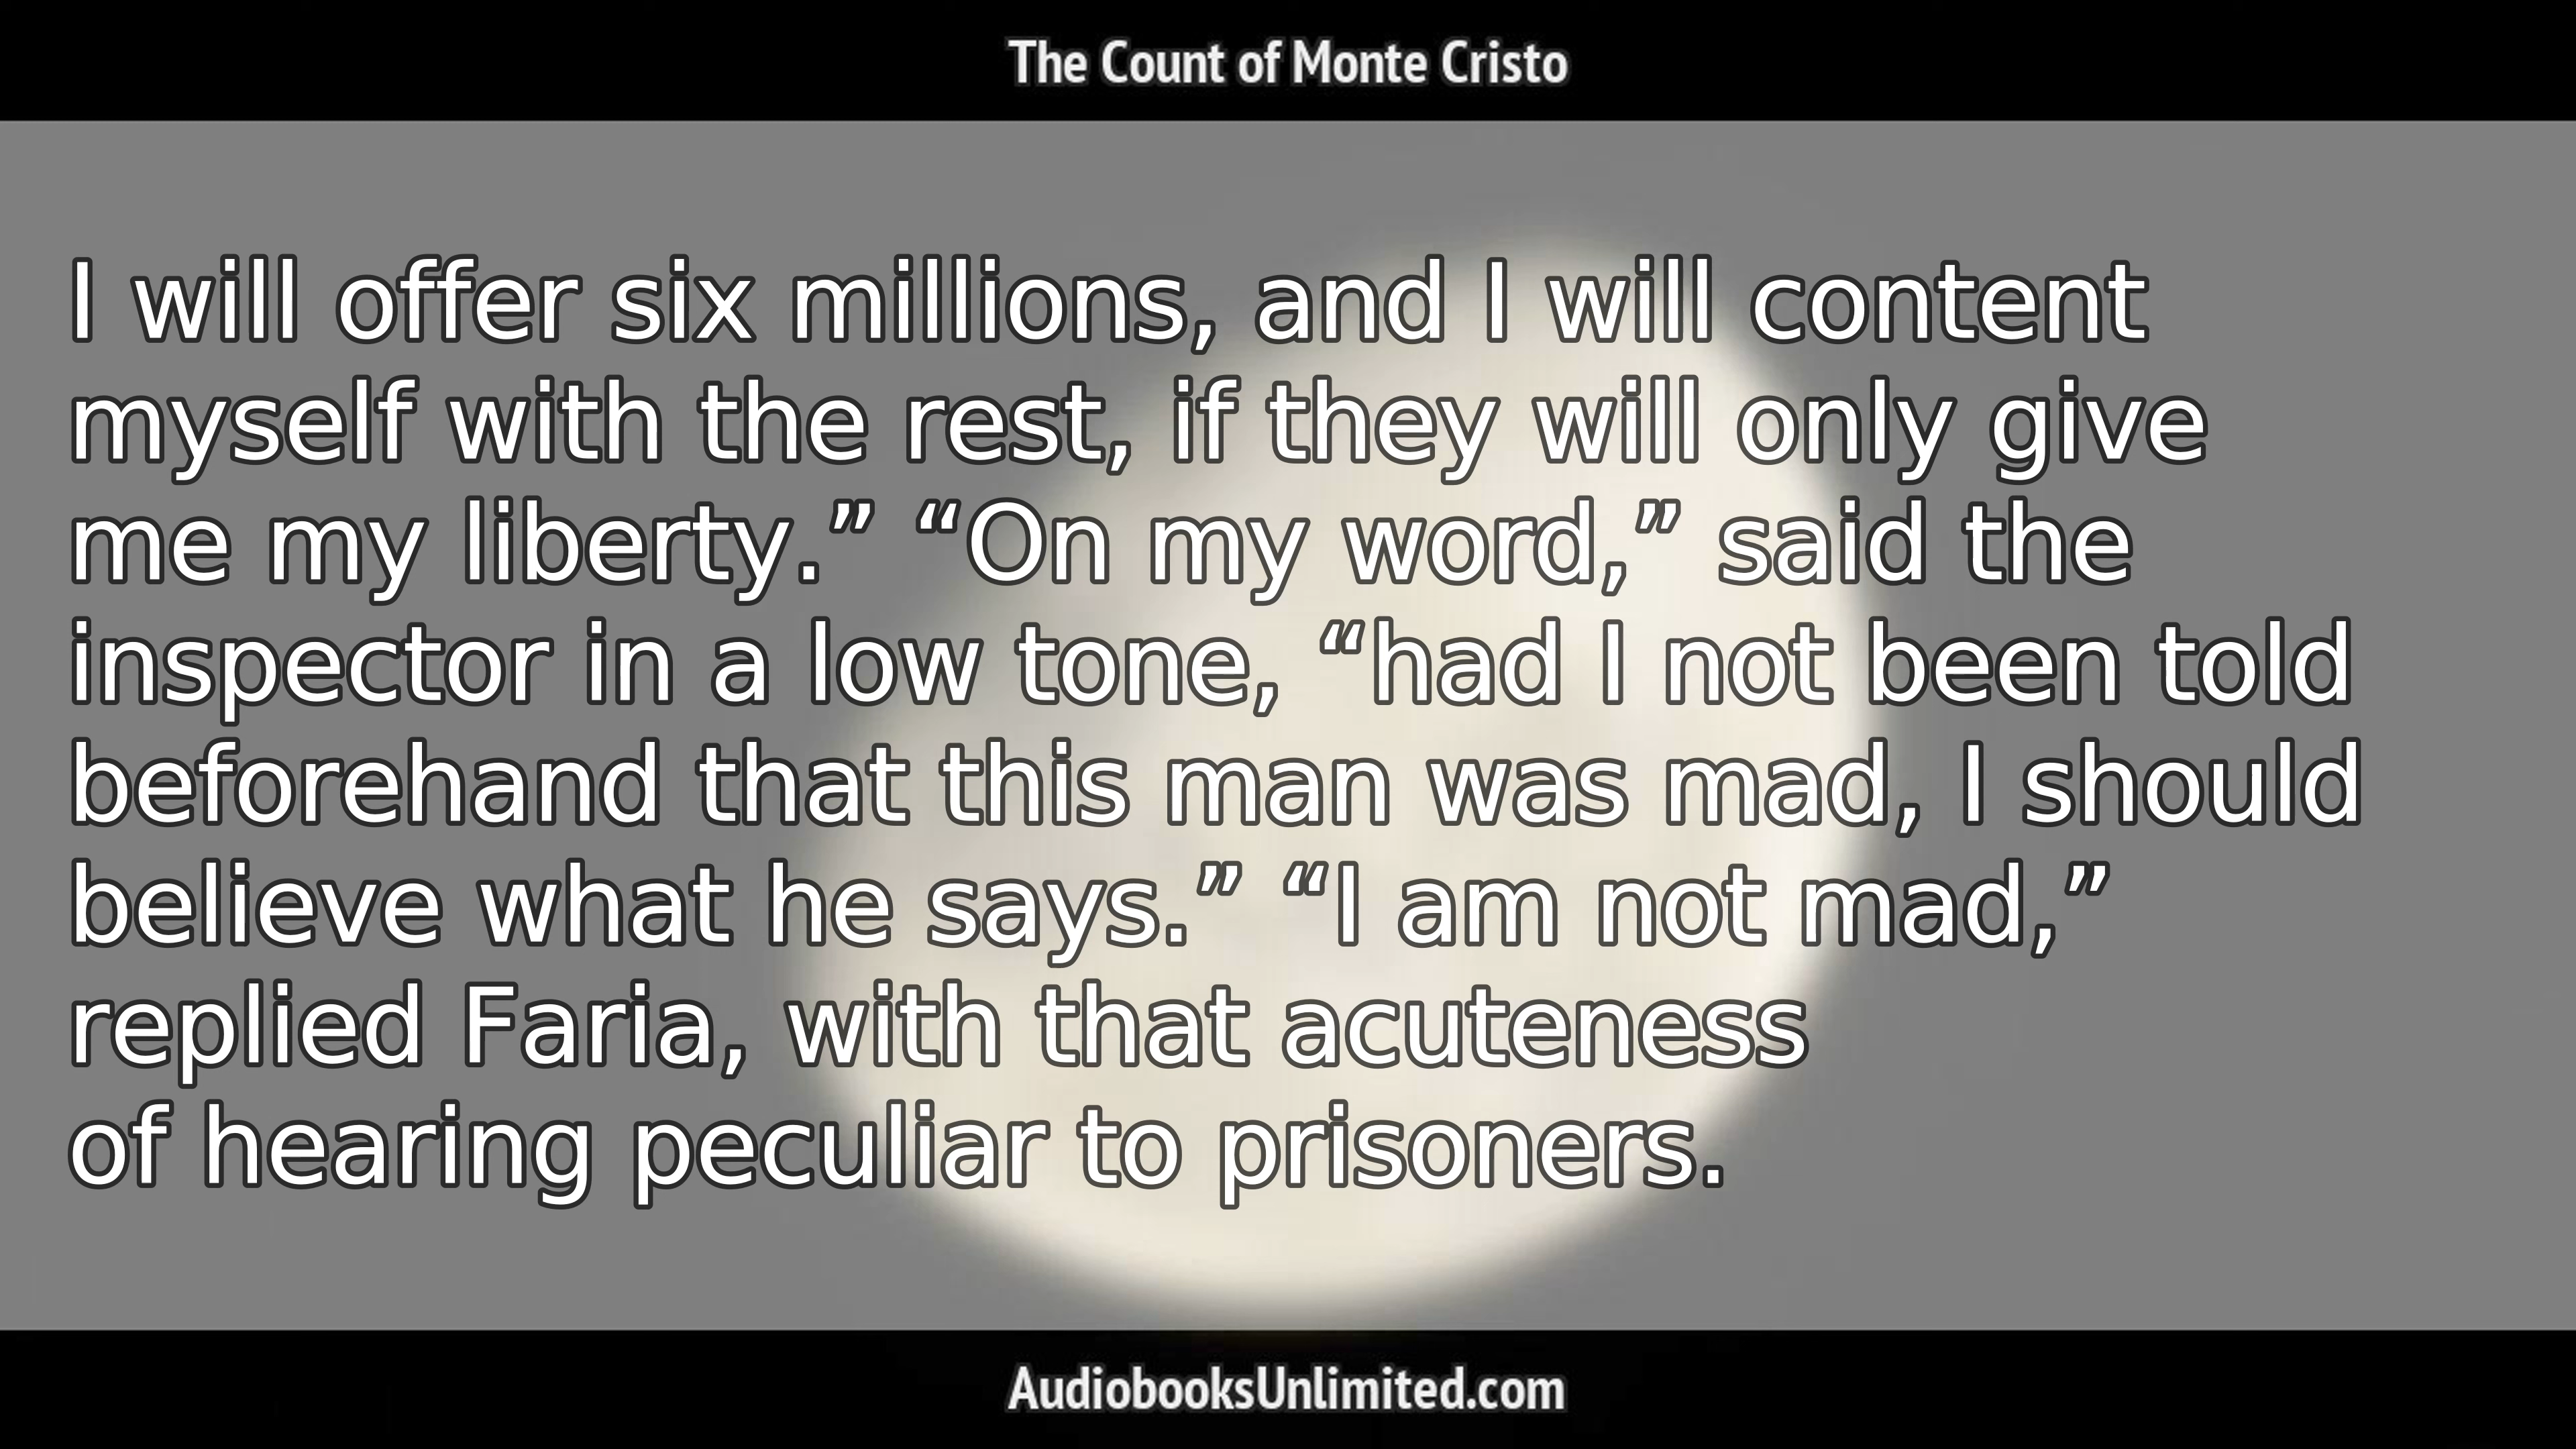 The Count of Monte Cristo
I will offer six millions, and I will content
myself with the rest, if they will only give
me my liberty.” “On my word,” said the
inspector in a low tone, “had I not been told
beforehand that this man was mad, I should
believe what he says.” “I am not mad,”
replied Faria, with that acuteness
of hearing peculiar to prisoners.
AudiobooksUnlimited.com